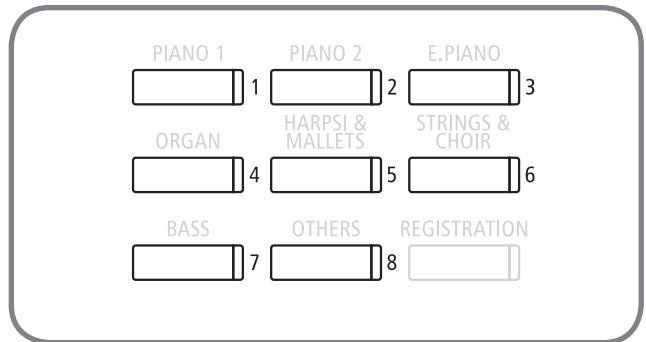 PIANO 1 PIANO 2 E.PIANO
1 2 3
ORGAN HARPSI & MALLETS STRINGS & CHOIR
4 5 6
BASS OTHERS REGISTRATION
7 8